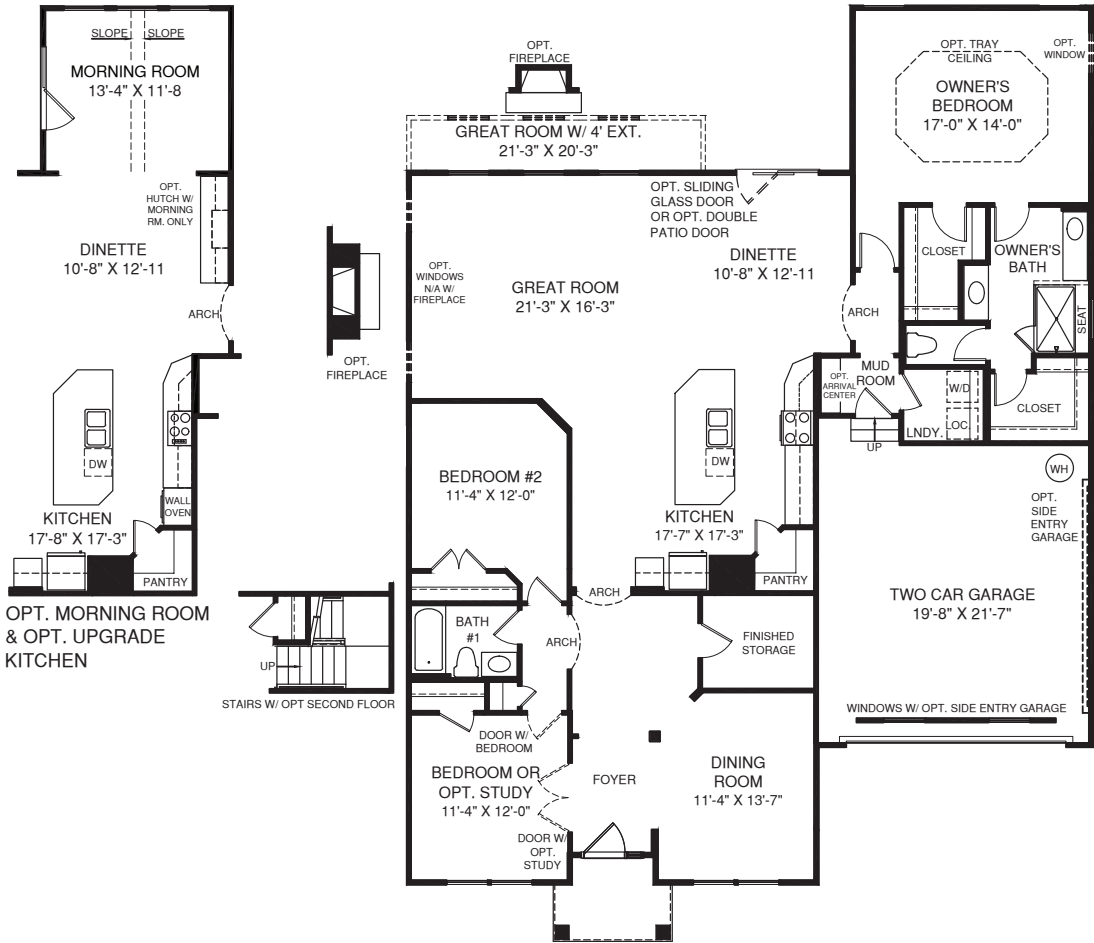 SLOPE SLOPE
MORNING ROOM
13'-4" X 11'-8
OPT.
HUTCH W/
MORNING
RM. ONLY
DINETTE
10'-8" X 12'-11
ARCH
DW
WALL
OVEN
KITCHEN
17'-8" X 17'-3"
PANTRY
OPT. MORNING ROOM
& OPT. UPGRADE
KITCHEN
OPT.
FIREPLACE
UP
STAIRS W/ OPT SECOND FLOOR
OPT.
FIREPLACE
GREAT ROOM W/ 4' EXT.
21'-3" X 20'-3"
OPT. SLIDING
GLASS DOOR
OR OPT. DOUBLE
PATIO DOOR
DINETTE
10'-8" X 12'-11
OPT.
WINDOWS
N/A W/
FIREPLACE
GREAT ROOM
21'-3" X 16'-3"
OPT. TRAY
CEILING
OPT.
WINDOW
OWNER'S
BEDROOM
17'-0" X 14'-0"
CLOSET
OWNER'S
BATH
SEAT
ARCH
MUD
ROOM
OPT.
ARRIVAL
CENTER
W/D
OC
LNDY.
CLOSET
UP
BEDROOM #2
11'-4" X 12'-0"
DW
KITCHEN
17'-7" X 17'-3"
PANTRY
ARCH
WH
OPT.
SIDE
ENTRY
GARAGE
TWO CAR GARAGE
19'-8" X 21'-7"
WINDOWS W/ OPT. SIDE ENTRY GARAGE
BATH
#1
ARCH
FINISHED
STORAGE
DOOR W/
BEDROOM
BEDROOM OR
OPT. STUDY
11'-4" X 12'-0"
DOOR W/
OPT.
STUDY
FOYER
DINING
ROOM
11'-4" X 13'-7"